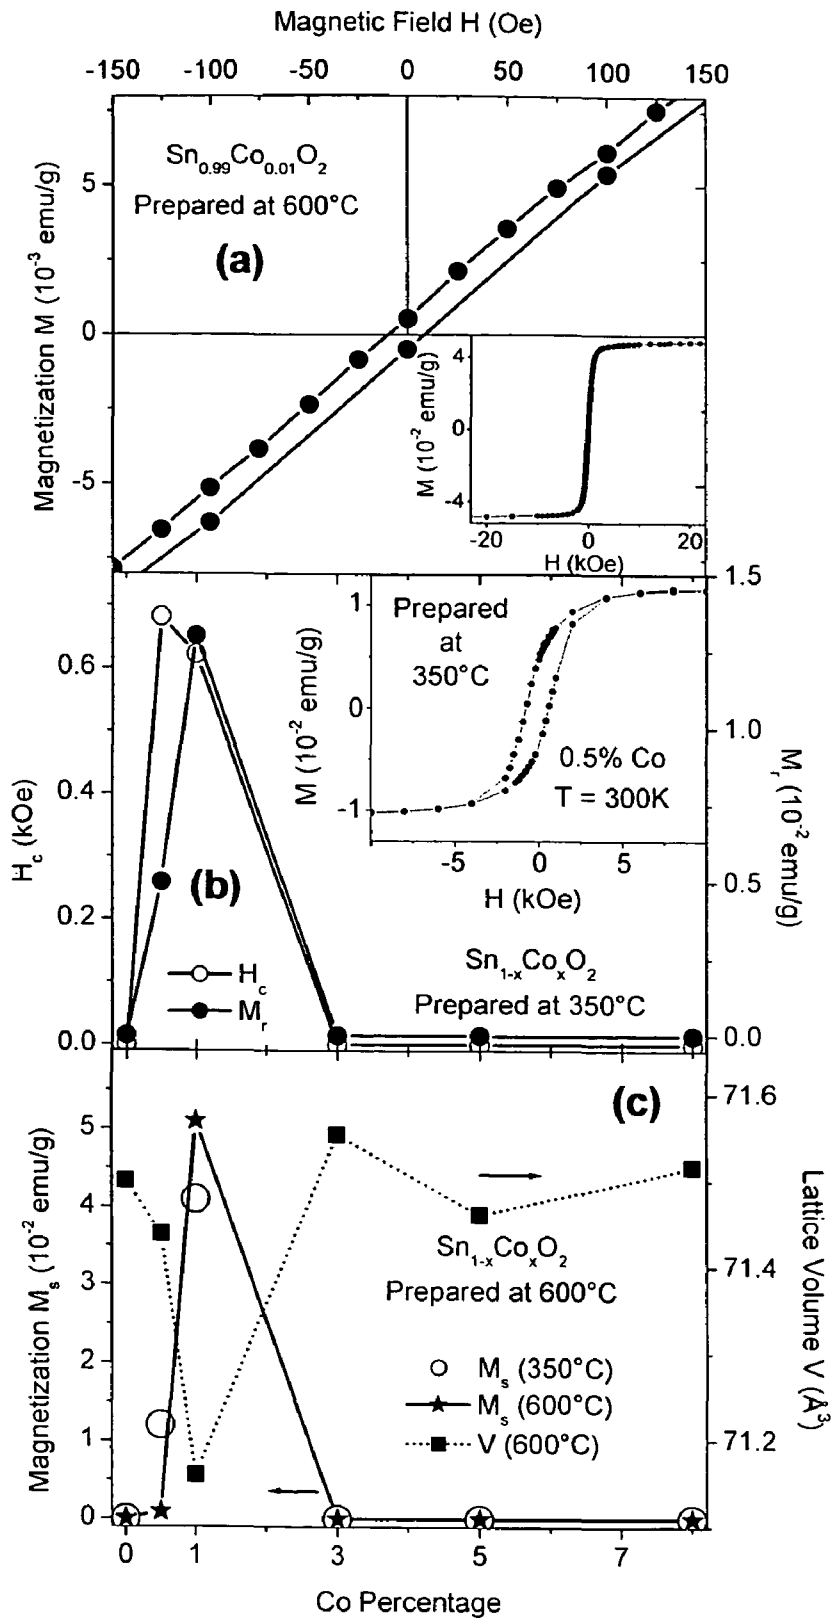 Magnetic Field H (Oe)
-150 -100 -50 0 50 100 150
Sn0.99Co0.01O2
Prepared at 600°C
(a)
Magnetization M (10-3 emu/g)
5
0
-5
M (10-2 emu/g)
4
0
-4
-20 0 20
H (kOe)
Prepared
at
350°C
0.5% Co
T = 300K
M (10-2 emu/g)
1
0
-1
-5 0 5
H (kOe)
Hc (kOe)
0.6
0.4
0.2
0.0
(b)
Hc
Mr
Sn1-xCoxO2
Prepared at 350°C
1.5
1.0
0.5
0.0
Mr (10-2 emu/g)
(c)
Magnetization Ms (10-2 emu/g)
5
4
3
2
1
0
Sn1-xCoxO2
Prepared at 600°C
Ms (350°C)
Ms (600°C)
V (600°C)
71.6
71.4
71.2
Lattice Volume V (Å3)
0 1 3 5 7
Co Percentage